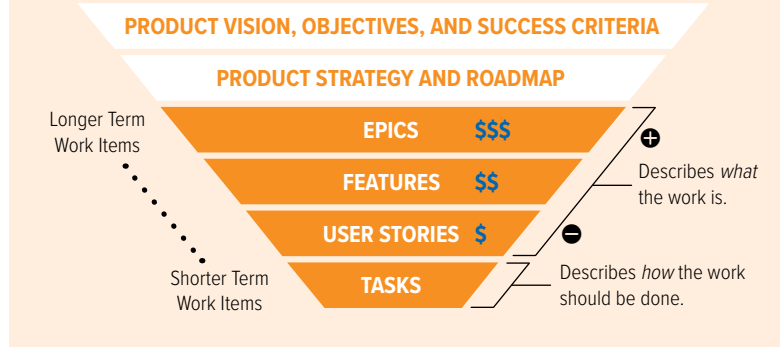 PRODUCT VISION, OBJECTIVES, AND SUCCESS CRITERIA
PRODUCT STRATEGY AND ROADMAP
Longer Term
Work Items
EPICS $$$
FEATURES $$
USER STORIES $
TASKS
Shorter Term
Work Items
+
Describes what
the work is.
−
Describes how the work
should be done.